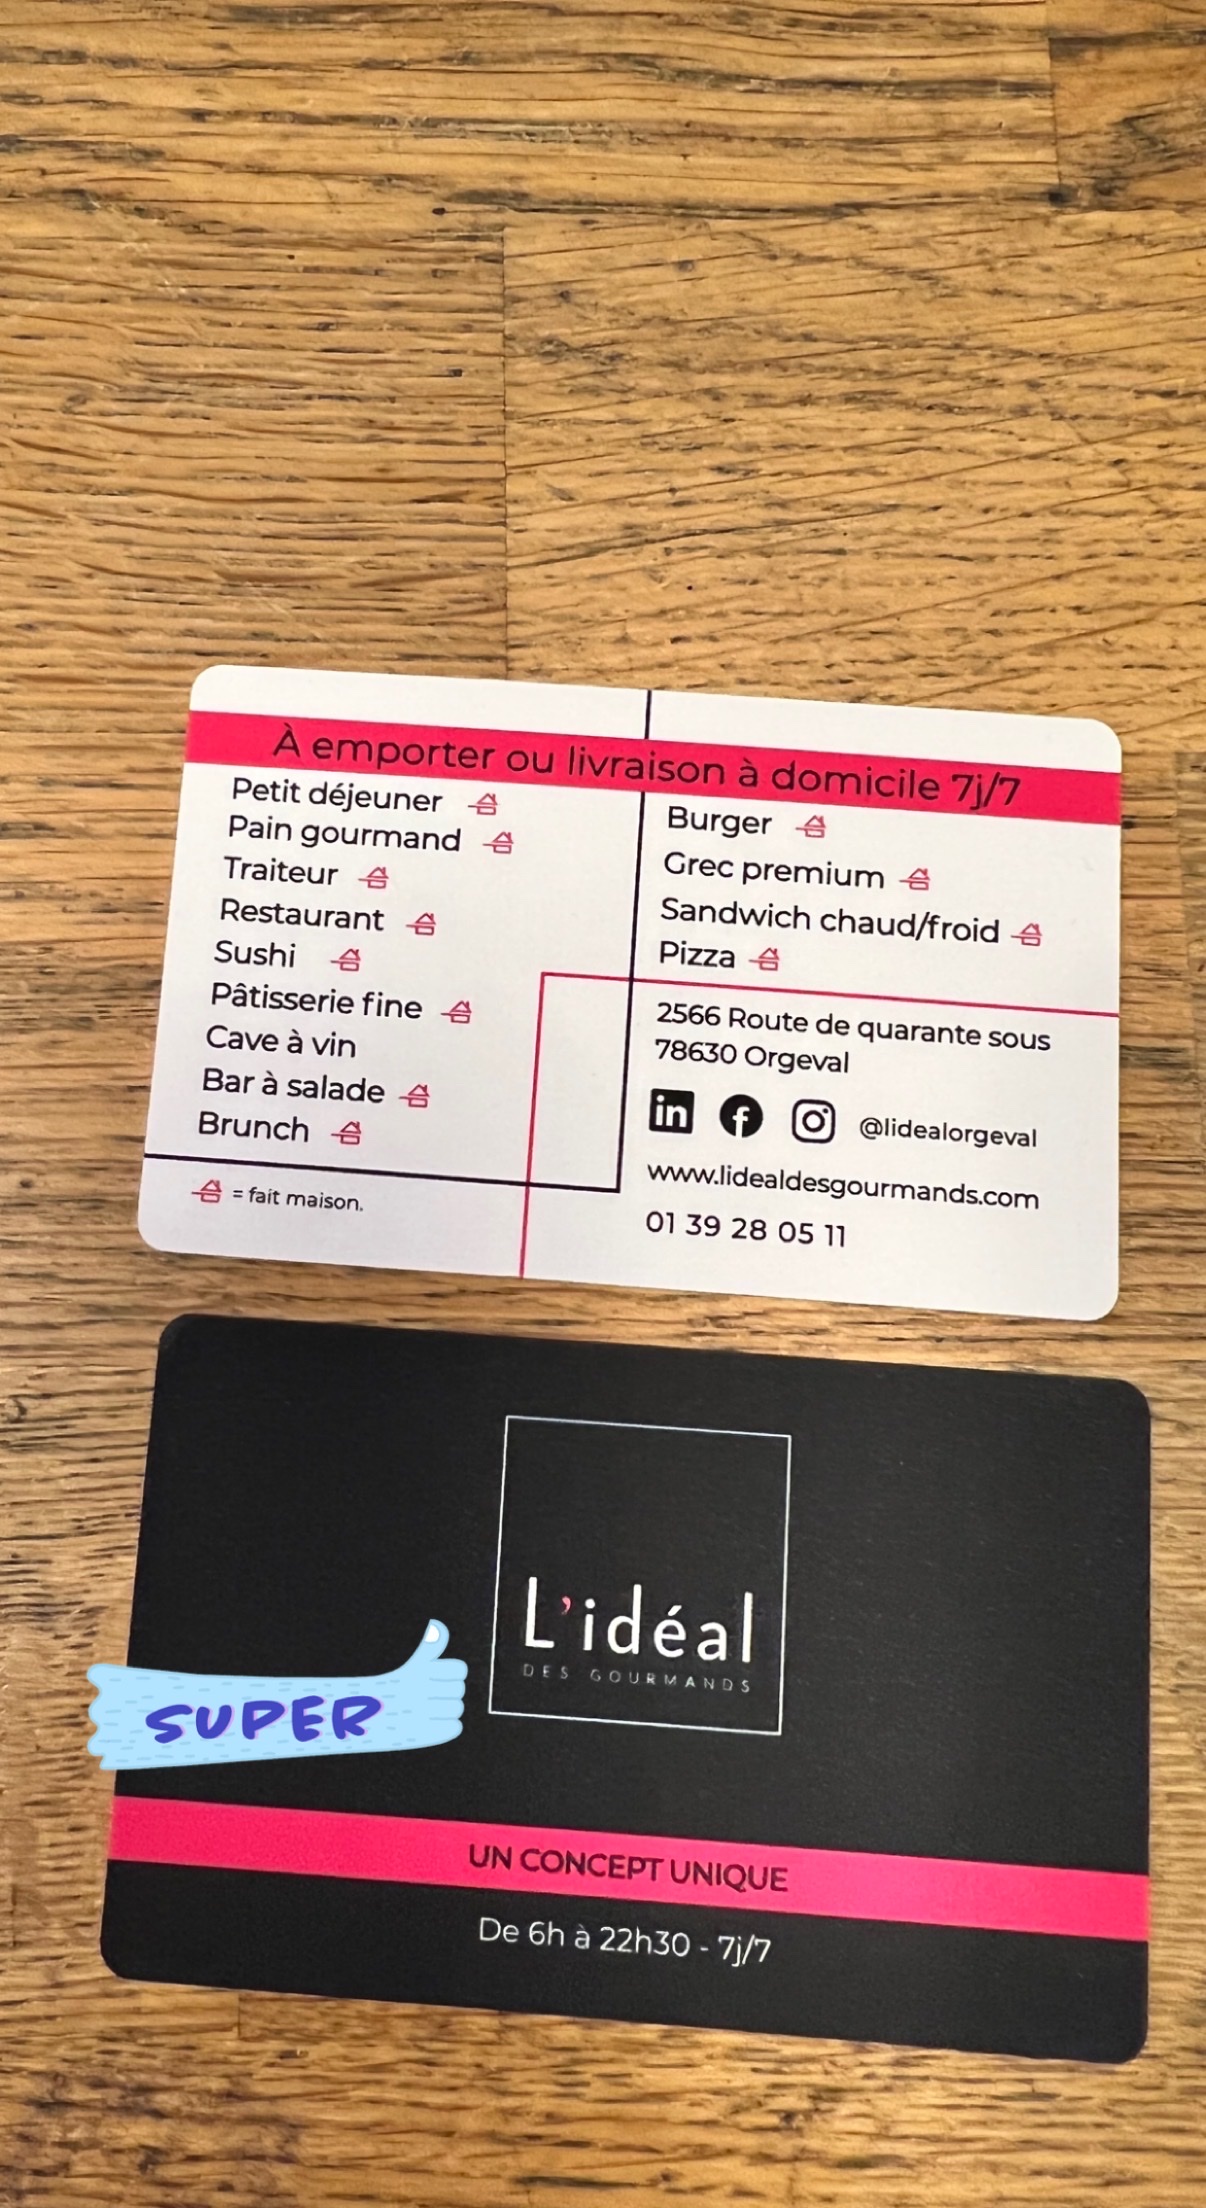 À emporter ou livraison à domicile 7j/7
Petit déjeuner
Pain gourmand
Traiteur
Restaurant
Sushi
Pâtisserie fine
Cave à vin
Bar à salade
Brunch
= fait maison.
Burger
Grec premium
Sandwich chaud/froid
Pizza
2566 Route de quarante sous
78630 Orgeval
in f @lidealorgeval
www.lidealdesgourmands.com
01 39 28 05 11
L'idéal
DES GOURMANDS
SUPER
UN CONCEPT UNIQUE
De 6h à 22h30 - 7j/7